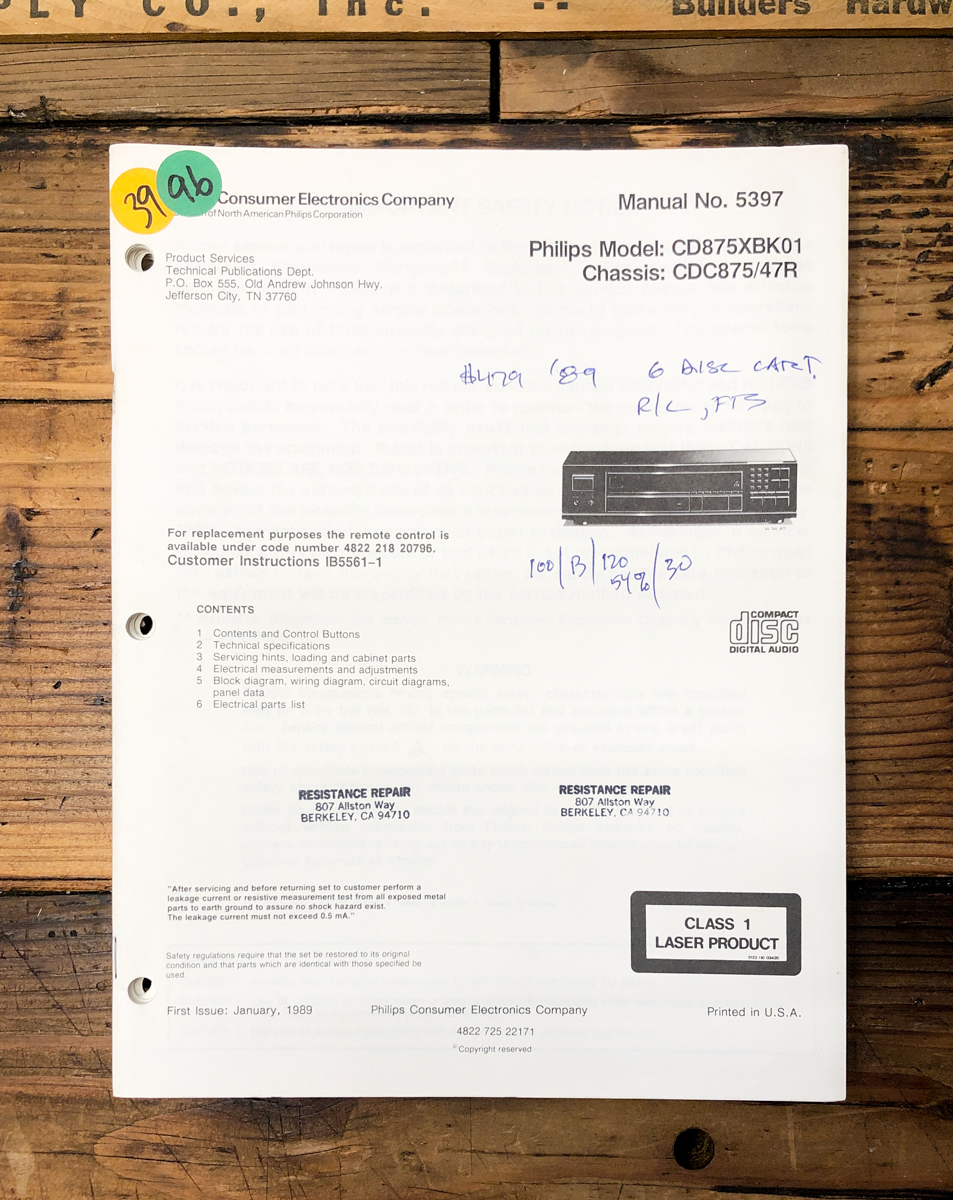 PLY CO., Inc. -- Builders Hardw
39
ab
Consumer Electronics Company
of North American Philips Corporation
Manual No. 5397
Product Services
Technical Publications Dept.
P.O. Box 555, Old Andrew Johnson Hwy.
Jefferson City, TN 37760
Philips Model: CD875XBK01
Chassis: CDC875/47R
$479 '89 6 DISC CART.
R/C, FTS
For replacement purposes the remote control is
available under code number 4822 218 20796.
Customer Instructions IB5561-1
100/B/120/30
54%
CONTENTS
1 Contents and Control Buttons
2 Technical specifications
3 Servicing hints, loading and cabinet parts
4 Electrical measurements and adjustments
5 Block diagram, wiring diagram, circuit diagrams,
panel data
6 Electrical parts list
COMPACT
disc
DIGITAL AUDIO
RESISTANCE REPAIR
807 Allston Way
BERKELEY, CA 94710
RESISTANCE REPAIR
807 Allston Way
BERKELEY, CA 94710
"After servicing and before returning set to customer perform a
leakage current or resistive measurement test from all exposed metal
parts to earth ground to assure no shock hazard exist.
The leakage current must not exceed 0.5 mA."
CLASS 1
LASER PRODUCT
Safety regulations require that the set be restored to its original
condition and that parts which are identical with those specified be
used.
First Issue: January, 1989
Philips Consumer Electronics Company
Printed in U.S.A.
4822 725 22171
©Copyright reserved